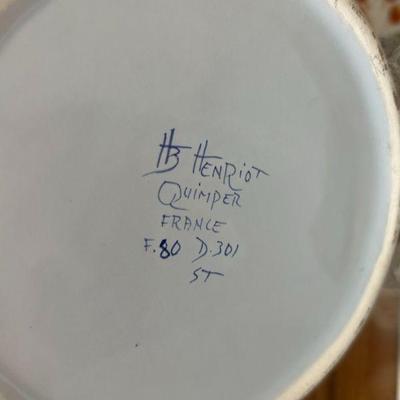 HB HENRiOT
QUIMPER
FRANCE
F.80 D.301
ST